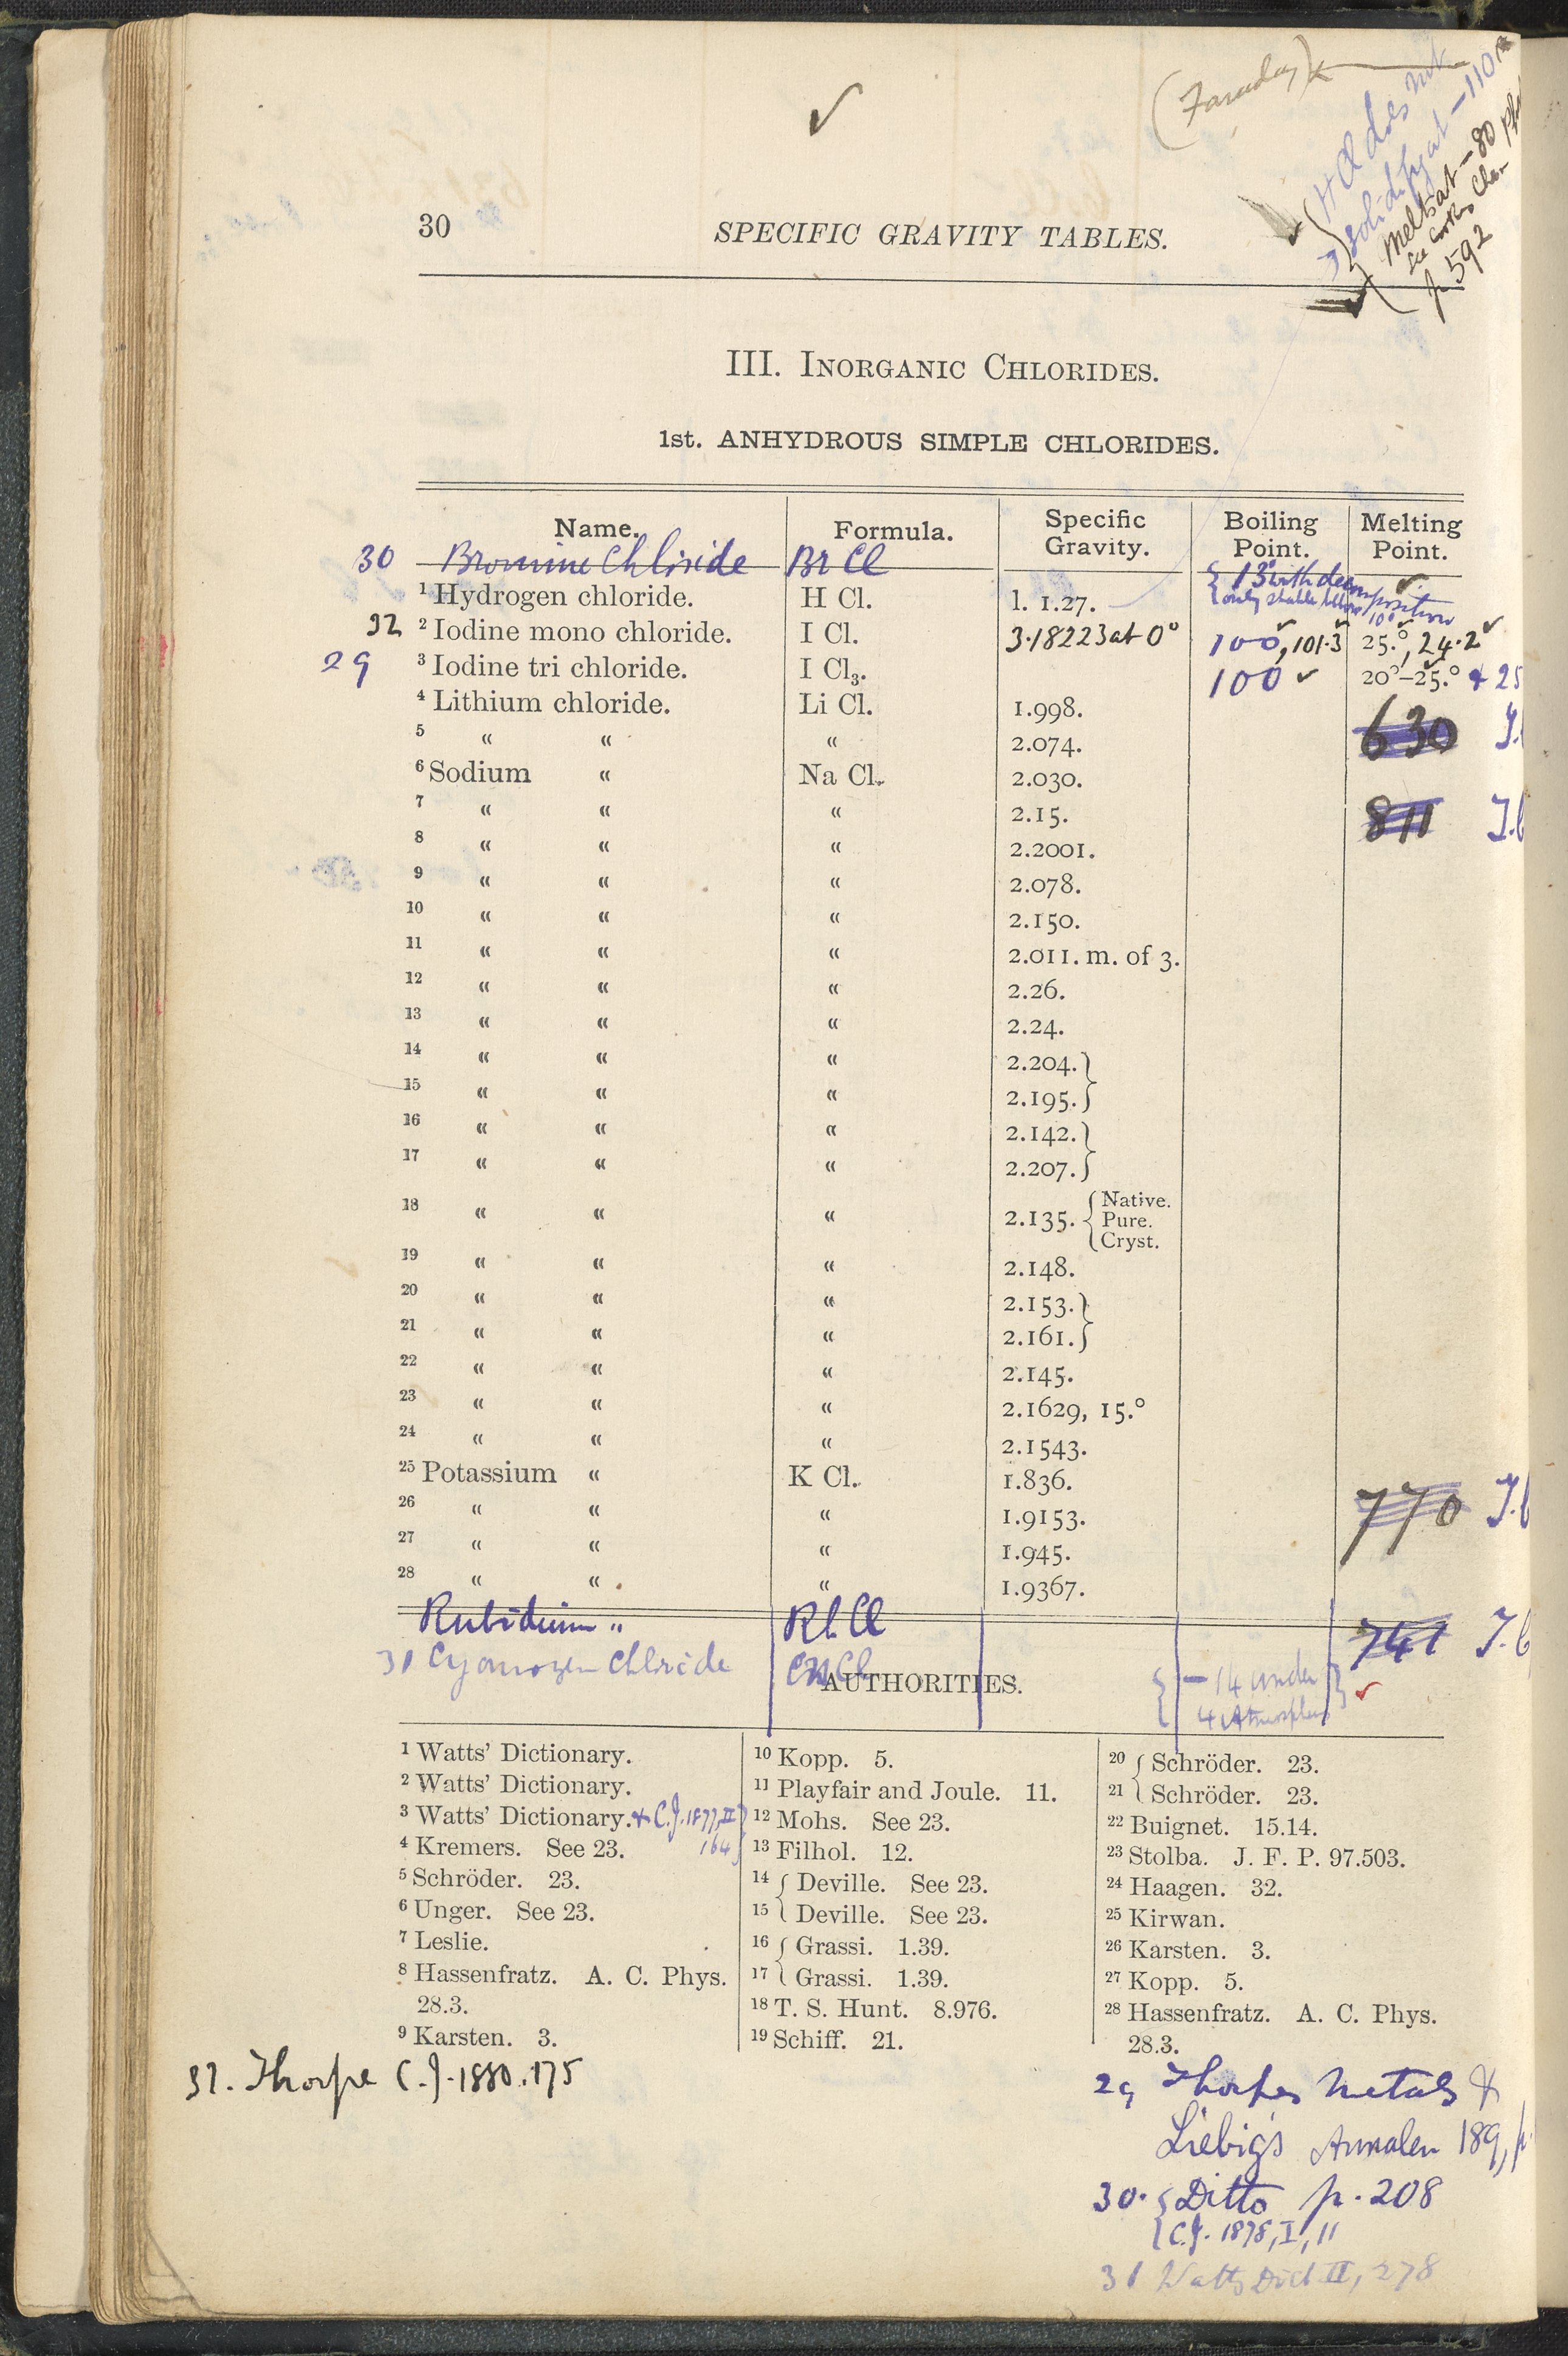 (Faraday)
HCl does not
solidify at -110
melts at -80
p 592
30 SPECIFIC GRAVITY TABLES.
III. INORGANIC CHLORIDES.
1st. ANHYDROUS SIMPLE CHLORIDES.
Name. Formula. Specific Gravity. Boiling Point. Melting Point.
30 Bromine Chloride Br Cl { 13° with decomposition
{ only stable below 10°
1 Hydrogen chloride. H Cl. l. 1.27.
32 2 Iodine mono chloride. I Cl. 3.18223 at 0° 100, 101.3 25.°, 24.2
29 3 Iodine tri chloride. I Cl3. 100 20°–25.° & 25
4 Lithium chloride. Li Cl. 1.998.
5 “ “ “ 2.074. 630
6 Sodium “ Na Cl. 2.030.
7 “ “ “ 2.15. 811
8 “ “ “ 2.2001.
9 “ “ “ 2.078.
10 “ “ “ 2.150.
11 “ “ “ 2.011. m. of 3.
12 “ “ “ 2.26.
13 “ “ “ 2.24.
14 “ “ “ 2.204. }
15 “ “ “ 2.195. }
16 “ “ “ 2.142. }
17 “ “ “ 2.207. }
18 “ “ “ 2.135. { Native. Pure. Cryst.
19 “ “ “ 2.148.
20 “ “ “ 2.153. }
21 “ “ “ 2.161. }
22 “ “ “ 2.145.
23 “ “ “ 2.1629, 15.°
24 “ “ “ 2.1543.
25 Potassium “ K Cl. 1.836.
26 “ “ “ 1.9153. 770
27 “ “ “ 1.945.
28 “ “ “ 1.9367.
Rubidium " Rb Cl 741
31 Cyanogen Chloride CNCl { -14 under
4 Atmospheres }
AUTHORITIES.
1 Watts’ Dictionary.
2 Watts’ Dictionary.
3 Watts’ Dictionary. & C.J. 1877, II
164
4 Kremers. See 23.
5 Schröder. 23.
6 Unger. See 23.
7 Leslie.
8 Hassenfratz. A. C. Phys.
28.3.
9 Karsten. 3.
10 Kopp. 5.
11 Playfair and Joule. 11.
12 Mohs. See 23.
13 Filhol. 12.
14 { Deville. See 23.
15 { Deville. See 23.
16 { Grassi. 1.39.
17 { Grassi. 1.39.
18 T. S. Hunt. 8.976.
19 Schiff. 21.
20 { Schröder. 23.
21 { Schröder. 23.
22 Buignet. 15.14.
23 Stolba. J. F. P. 97.503.
24 Haagen. 32.
25 Kirwan.
26 Karsten. 3.
27 Kopp. 5.
28 Hassenfratz. A. C. Phys.
28.3.
32. Thorpe C.J. 1880. 175
29 Thorpes Metals &
Liebig's Annalen 189, p
30. { Ditto p. 208
{ C.J. 1878, I, 11
31 Watts Dict II, 278